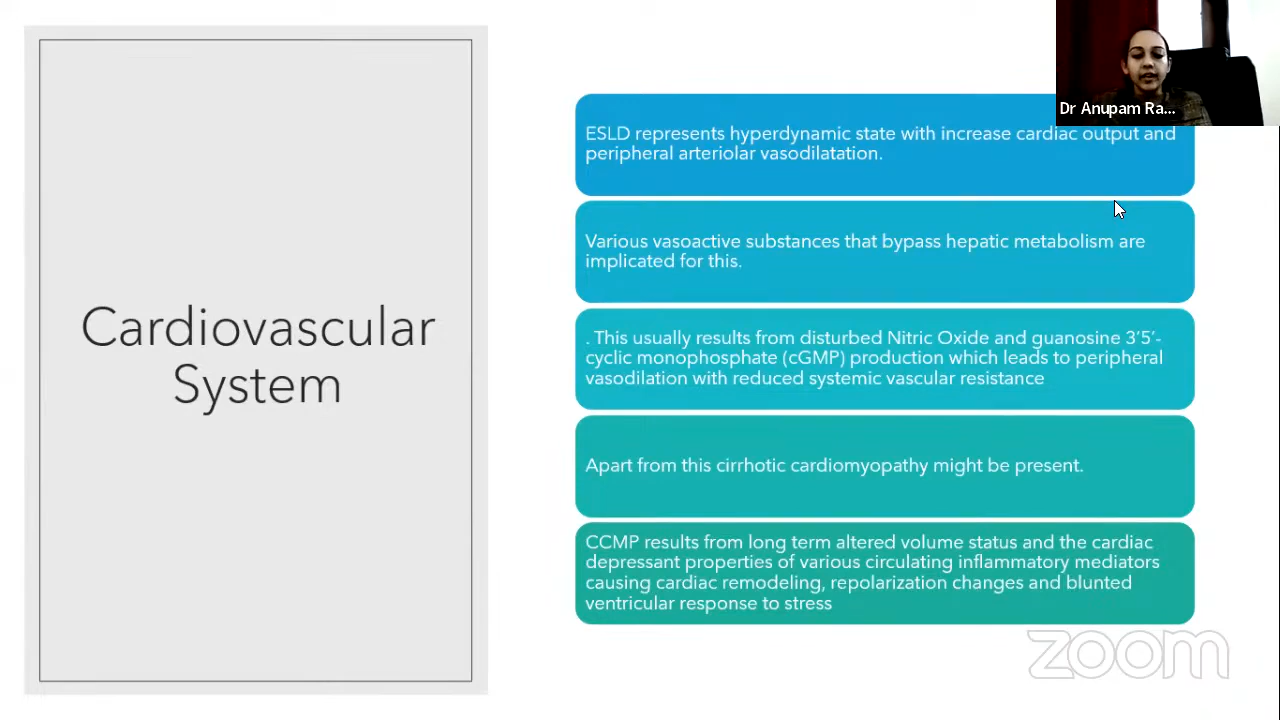 Cardiovascular
System
Dr Anupam Ra...
ESLD represents hyperdynamic state with increase cardiac output and
peripheral arteriolar vasodilatation.
Various vasoactive substances that bypass hepatic metabolism are
implicated for this.
. This usually results from disturbed Nitric Oxide and guanosine 3’5’-
cyclic monophosphate (cGMP) production which leads to peripheral
vasodilation with reduced systemic vascular resistance
Apart from this cirrhotic cardiomyopathy might be present.
CCMP results from long term altered volume status and the cardiac
depressant properties of various circulating inflammatory mediators
causing cardiac remodeling, repolarization changes and blunted
ventricular response to stress
zoom